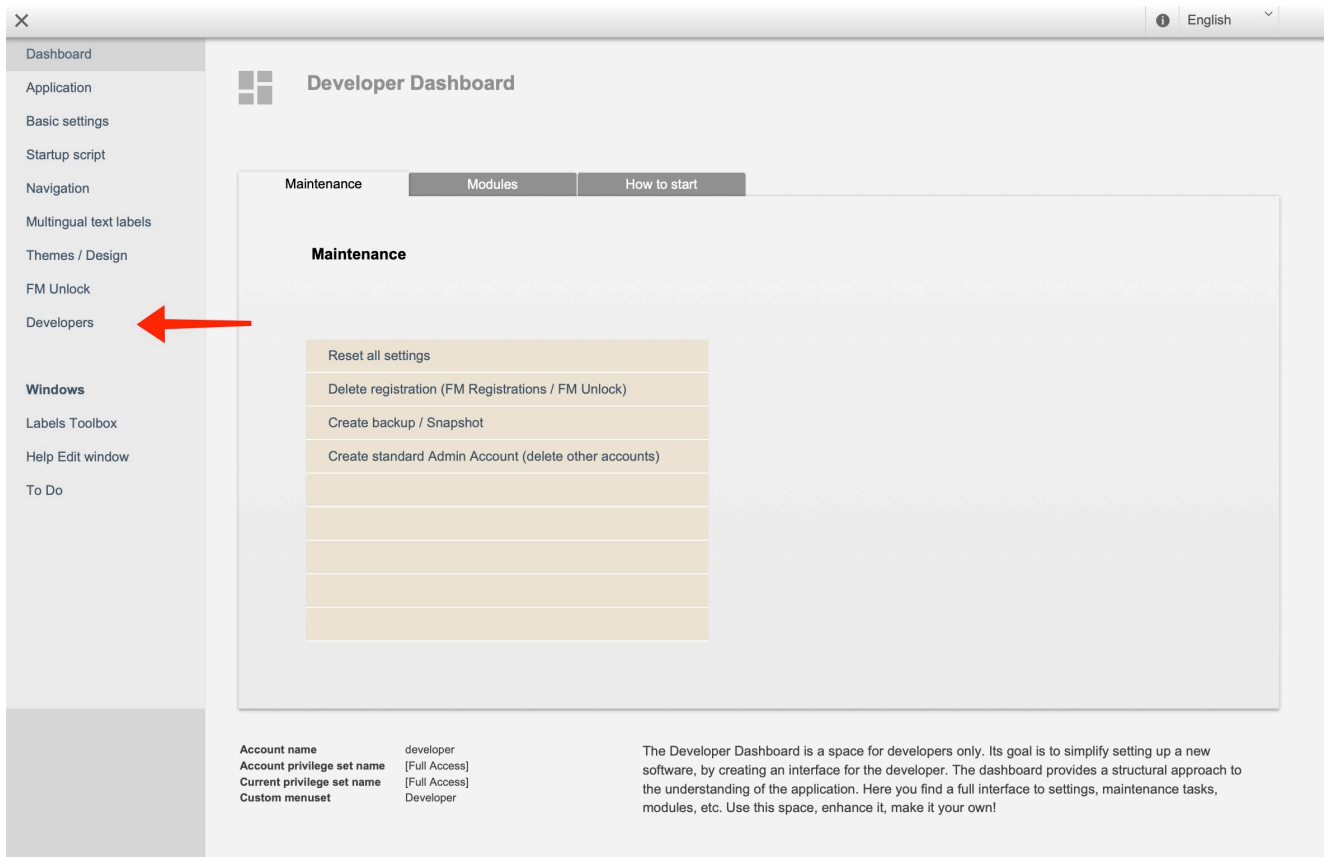 English
Dashboard
Application
Basic settings
Startup script
Navigation
Multingual text labels
Themes / Design
FM Unlock
Developers
Windows
Labels Toolbox
Help Edit window
To Do
Developer Dashboard
Maintenance
Modules
How to start
Maintenance
Reset all settings
Delete registration (FM Registrations / FM Unlock)
Create backup / Snapshot
Create standard Admin Account (delete other accounts)
Account name developer
Account privilege set name [Full Access]
Current privilege set name [Full Access]
Custom menuset Developer
The Developer Dashboard is a space for developers only. Its goal is to simplify setting up a new
software, by creating an interface for the developer. The dashboard provides a structural approach to
the understanding of the application. Here you find a full interface to settings, maintenance tasks,
modules, etc. Use this space, enhance it, make it your own!